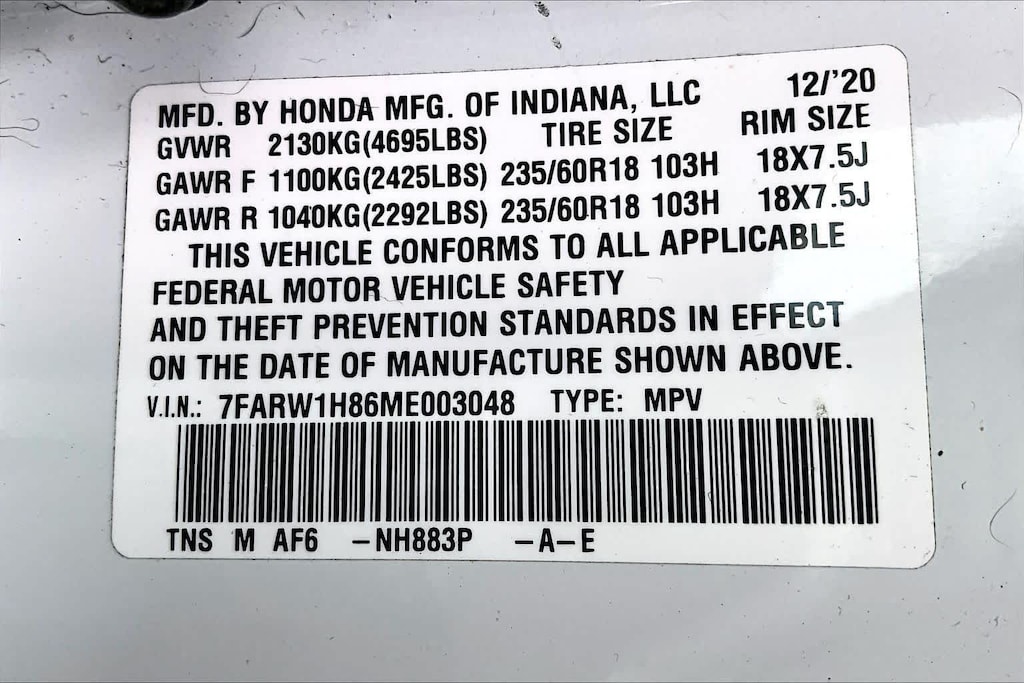 MFD. BY HONDA MFG. OF INDIANA, LLC 12/'20
GVWR 2130KG(4695LBS) TIRE SIZE RIM SIZE
GAWR F 1100KG(2425LBS) 235/60R18 103H 18X7.5J
GAWR R 1040KG(2292LBS) 235/60R18 103H 18X7.5J
THIS VEHICLE CONFORMS TO ALL APPLICABLE
FEDERAL MOTOR VEHICLE SAFETY
AND THEFT PREVENTION STANDARDS IN EFFECT
ON THE DATE OF MANUFACTURE SHOWN ABOVE.
V.I.N.: 7FARW1H86ME003048 TYPE: MPV
TNS M AF6 -NH883P -A-E